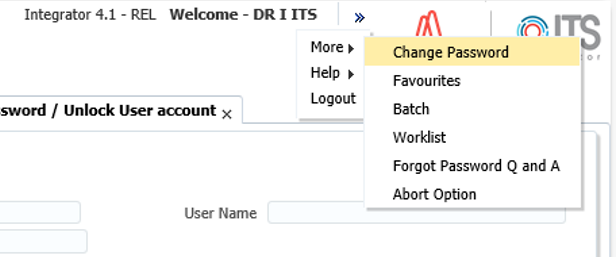 Integrator 4.1 - REL Welcome - DR I ITS »
ITS
More
Help
Logout
Change Password
Favourites
Batch
Worklist
Forgot Password Q and A
Abort Option
ssword / Unlock User account ×
User Name